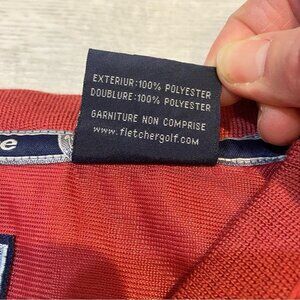 EXTERIUR:100% POLYESTER
DOUBLURE:100% POLYESTER
GARNITURE NON COMPRISE
www.fletchergolf.com